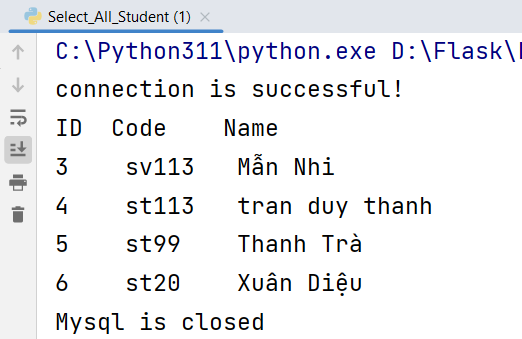 Select_All_Student (1)
C:\Python311\python.exe D:\Flask\
connection is successful!
ID  Code    Name
3    sv113   Mẫn Nhi
4    st113   tran duy thanh
5    st99    Thanh Trà
6    st20    Xuân Diệu
Mysql is closed